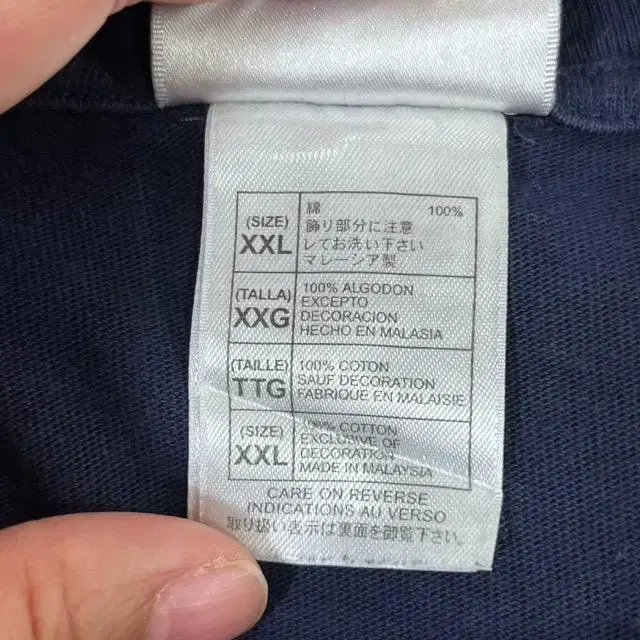 (SIZE)
XXL
綿 100%
飾り部分に注意
レてお洗い下さい
マレーシア製
(TALLA)
XXG
100% ALGODON
EXCEPTO
DECORACION
HECHO EN MALASIA
(TAILLE)
TTG
100% COTON
SAUF DECORATION
FABRIQUE EN MALAISIE
(SIZE)
XXL
100% COTTON
EXCLUSIVE OF
DECORATION
MADE IN MALAYSIA
CARE ON REVERSE
INDICATIONS AU VERSO
取り扱い表示は裏面を御覧下さい。